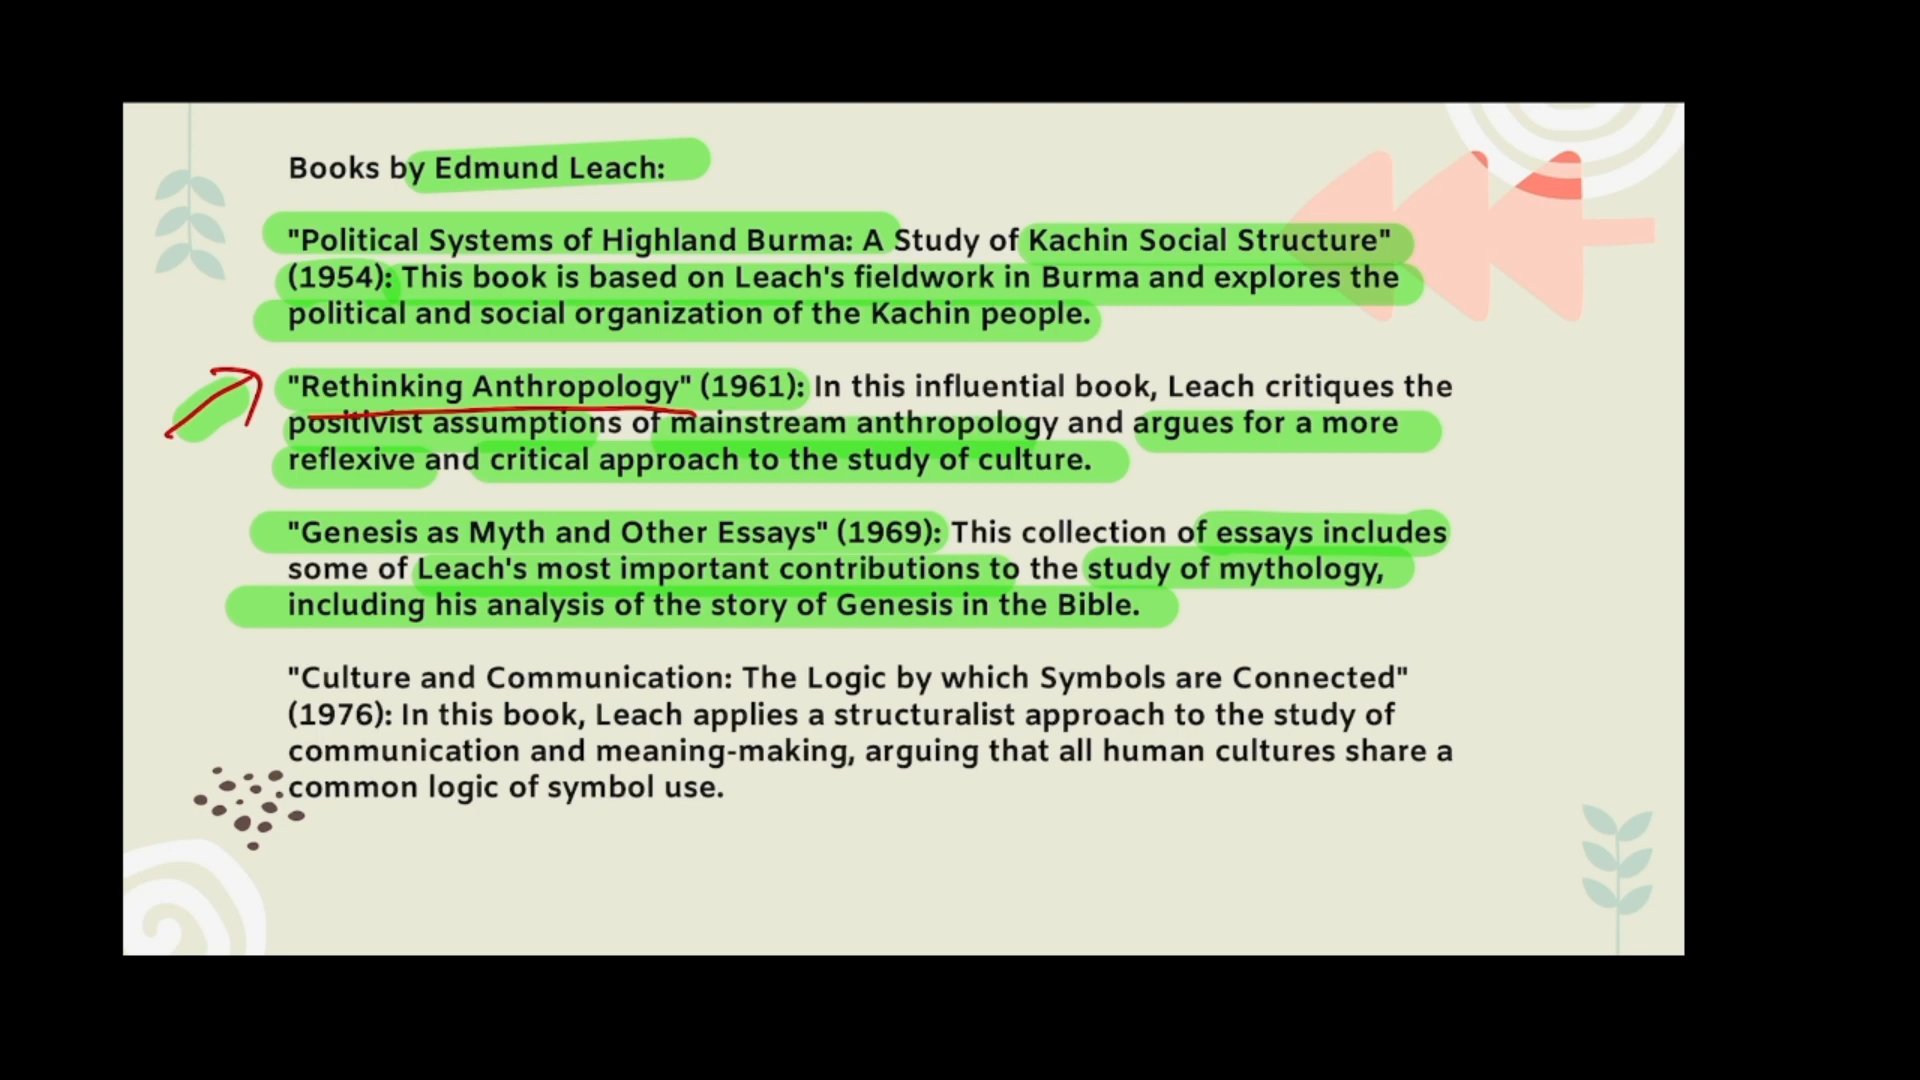 Books by Edmund Leach:
"Political Systems of Highland Burma: A Study of Kachin Social Structure"
(1954): This book is based on Leach's fieldwork in Burma and explores the
political and social organization of the Kachin people.
"Rethinking Anthropology" (1961): In this influential book, Leach critiques the
positivist assumptions of mainstream anthropology and argues for a more
reflexive and critical approach to the study of culture.
"Genesis as Myth and Other Essays" (1969): This collection of essays includes
some of Leach's most important contributions to the study of mythology,
including his analysis of the story of Genesis in the Bible.
"Culture and Communication: The Logic by which Symbols are Connected"
(1976): In this book, Leach applies a structuralist approach to the study of
communication and meaning-making, arguing that all human cultures share a
common logic of symbol use.